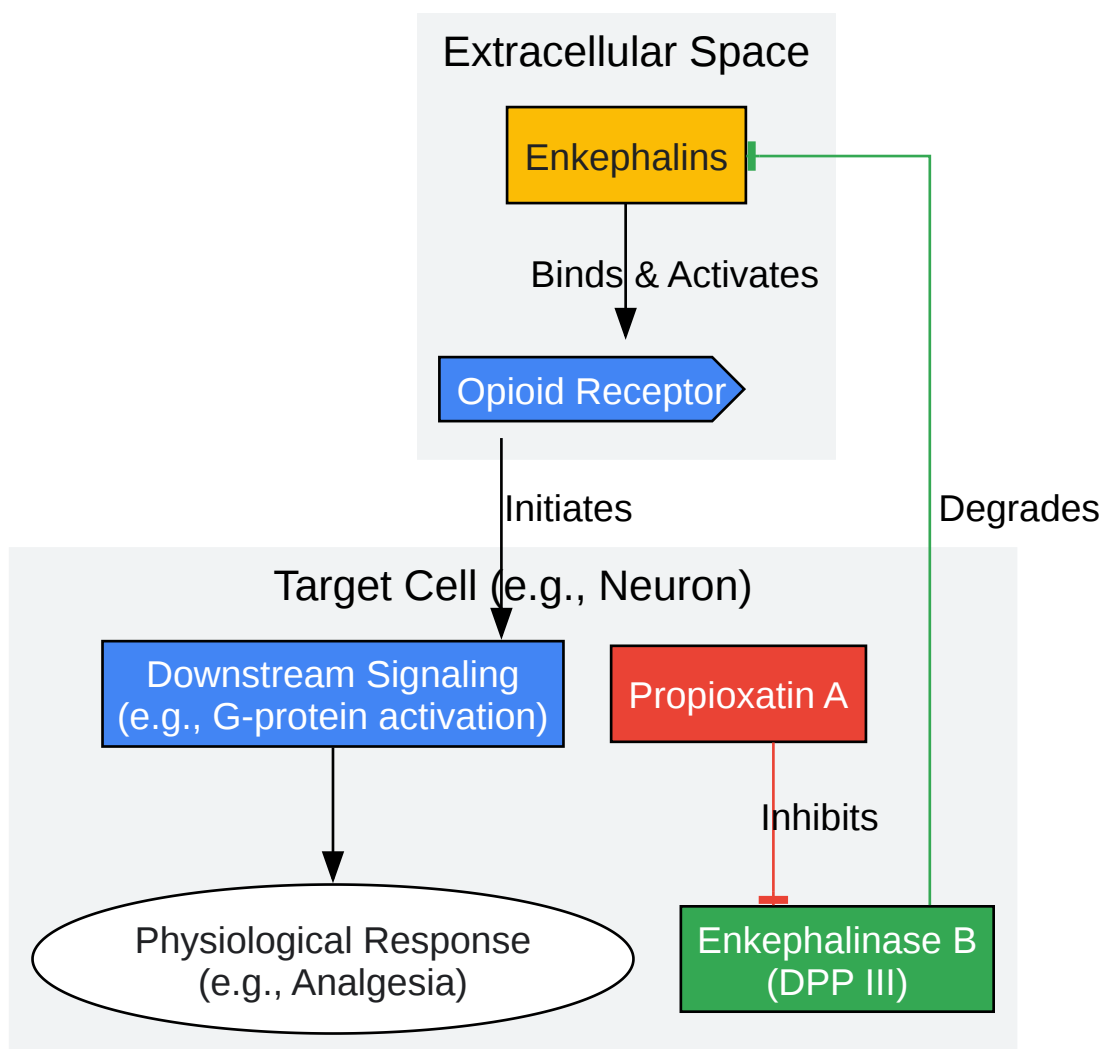 Extracellular Space
Enkephalins
Binds & Activates
Opioid Receptor
Initiates
Degrades
Target Cell (e.g., Neuron)
Downstream Signaling
(e.g., G-protein activation)
Propioxatin A
Inhibits
Physiological Response
(e.g., Analgesia)
Enkephalinase B
(DPP III)